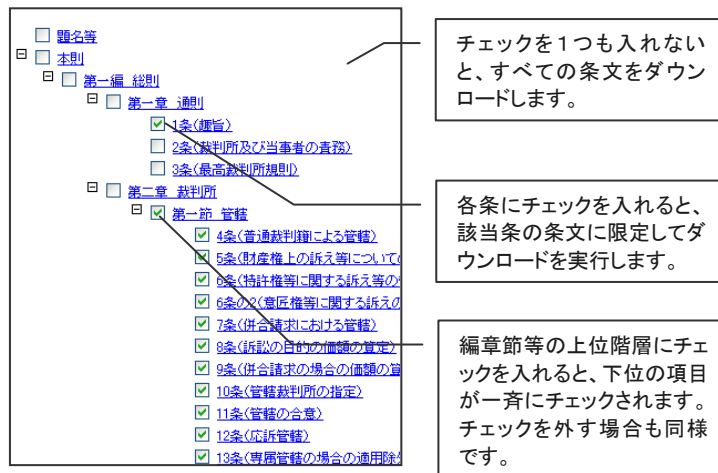 題名等
本則
第一編 総則
第一章 通則
1条(趣旨)
2条(裁判所及び当事者の責務)
3条(最高裁判所規則)
第二章 裁判所
第一節 管轄
4条(普通裁判籍による管轄)
5条(財産権上の訴え等について
6条(特許権等に関する訴え等の
6条の2(意匠権等に関する訴えの
7条(併合請求における管轄)
8条(訴訟の目的の価額の算定)
9条(併合請求の場合の価額の算
10条(管轄裁判所の指定)
11条(管轄の合意)
12条(応訴管轄)
13条(専属管轄の場合の適用除
チェックを１つも入れない
と、すべての条文をダウン
ロードします。
各条にチェックを入れると、
該当条の条文に限定してダ
ウンロードを実行します。
編章節等の上位階層にチェ
ックを入れると、下位の項目
が一斉にチェックされます。
チェックを外す場合も同様
です。